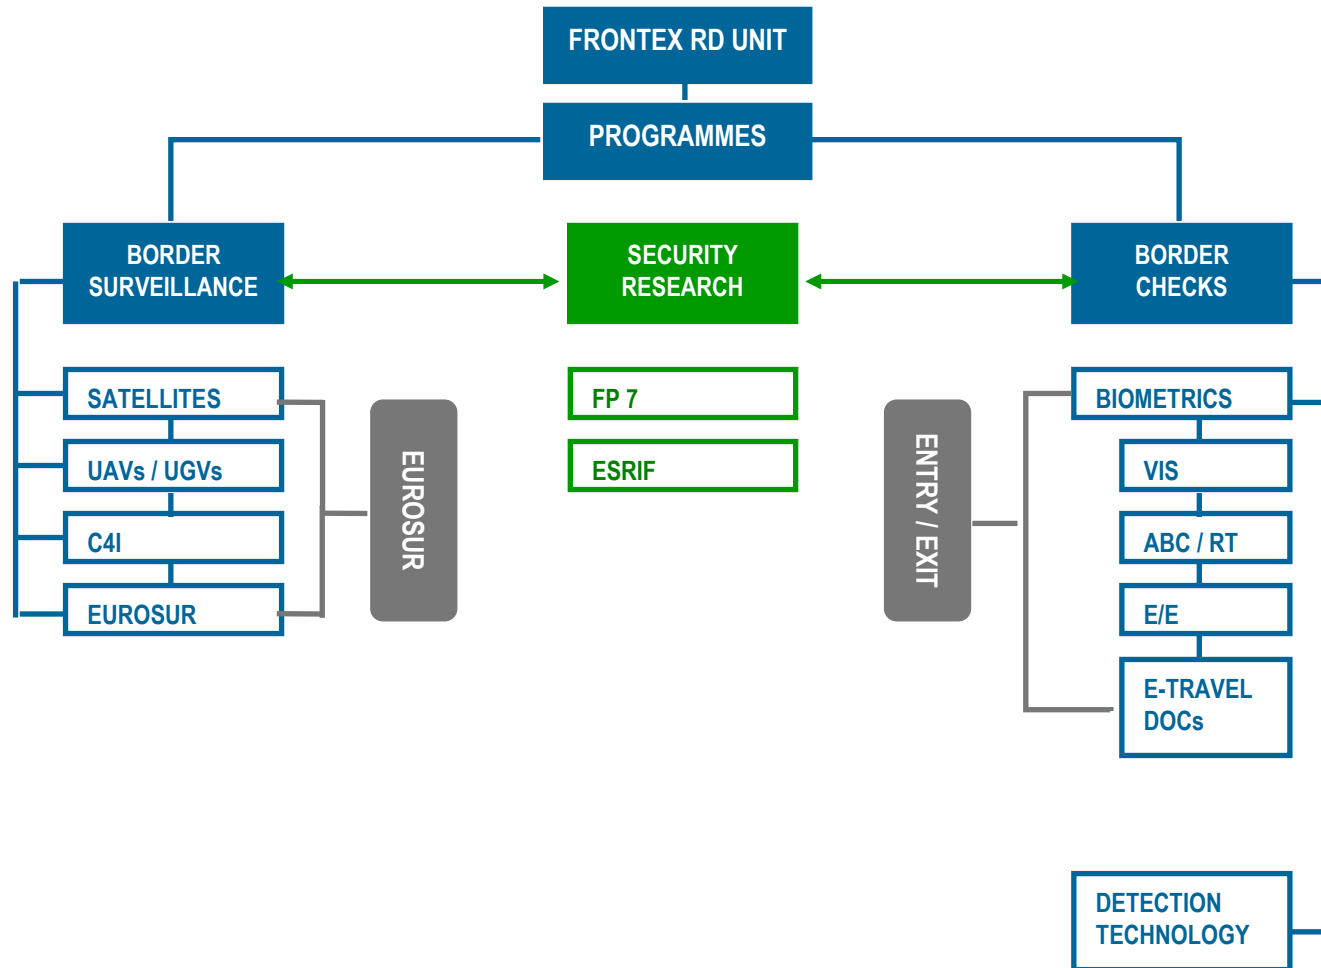 FRONTEX RD UNIT
PROGRAMMES
BORDER
SURVEILLANCE
SECURITY
RESEARCH
BORDER
CHECKS
SATELLITES
UAVs / UGVs
C4I
EUROSUR
EUROSUR
FP 7
ESRIF
ENTRY / EXIT
BIOMETRICS
VIS
ABC / RT
E/E
E-TRAVEL
DOCs
DETECTION
TECHNOLOGY